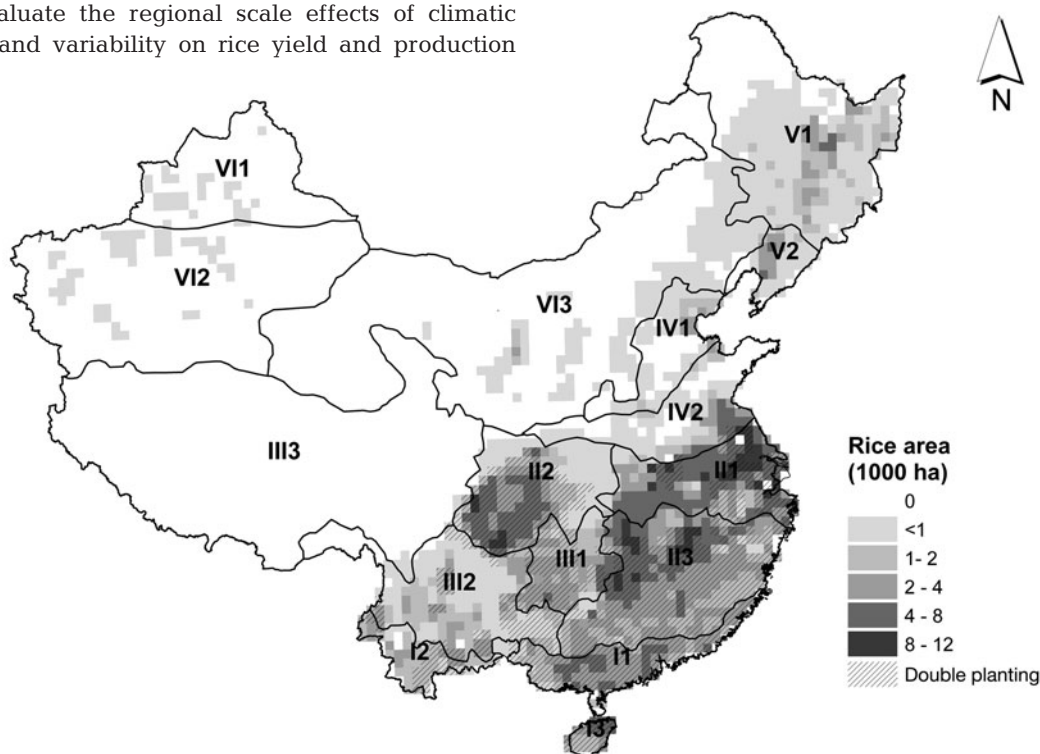 aluate the regional scale effects of climatic
and variability on rice yield and production
N
V1
VI1
V2
VI2
VI3
IV1
IV2
III3
II2
II1
III1
II3
III2
I2
I1
I3
Rice area
(1000 ha)
0
<1
1- 2
2 - 4
4 - 8
8 - 12
Double planting